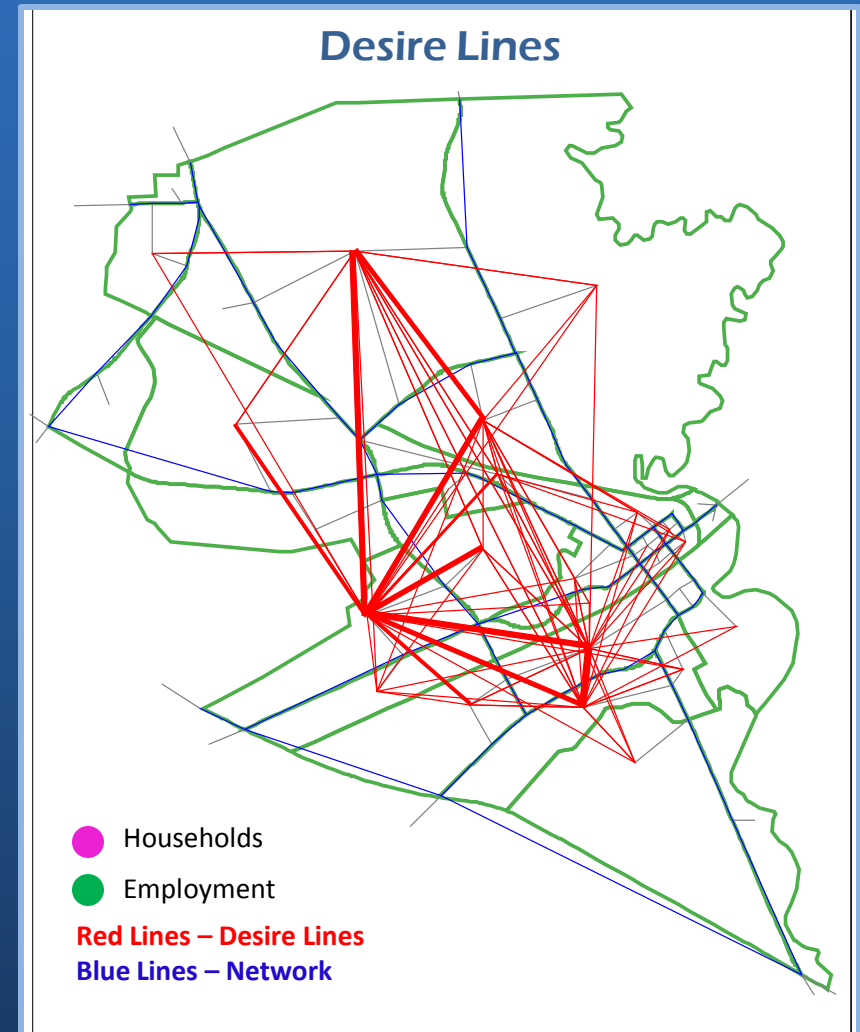 Desire Lines
Households
Employment
Red Lines – Desire Lines
Blue Lines – Network